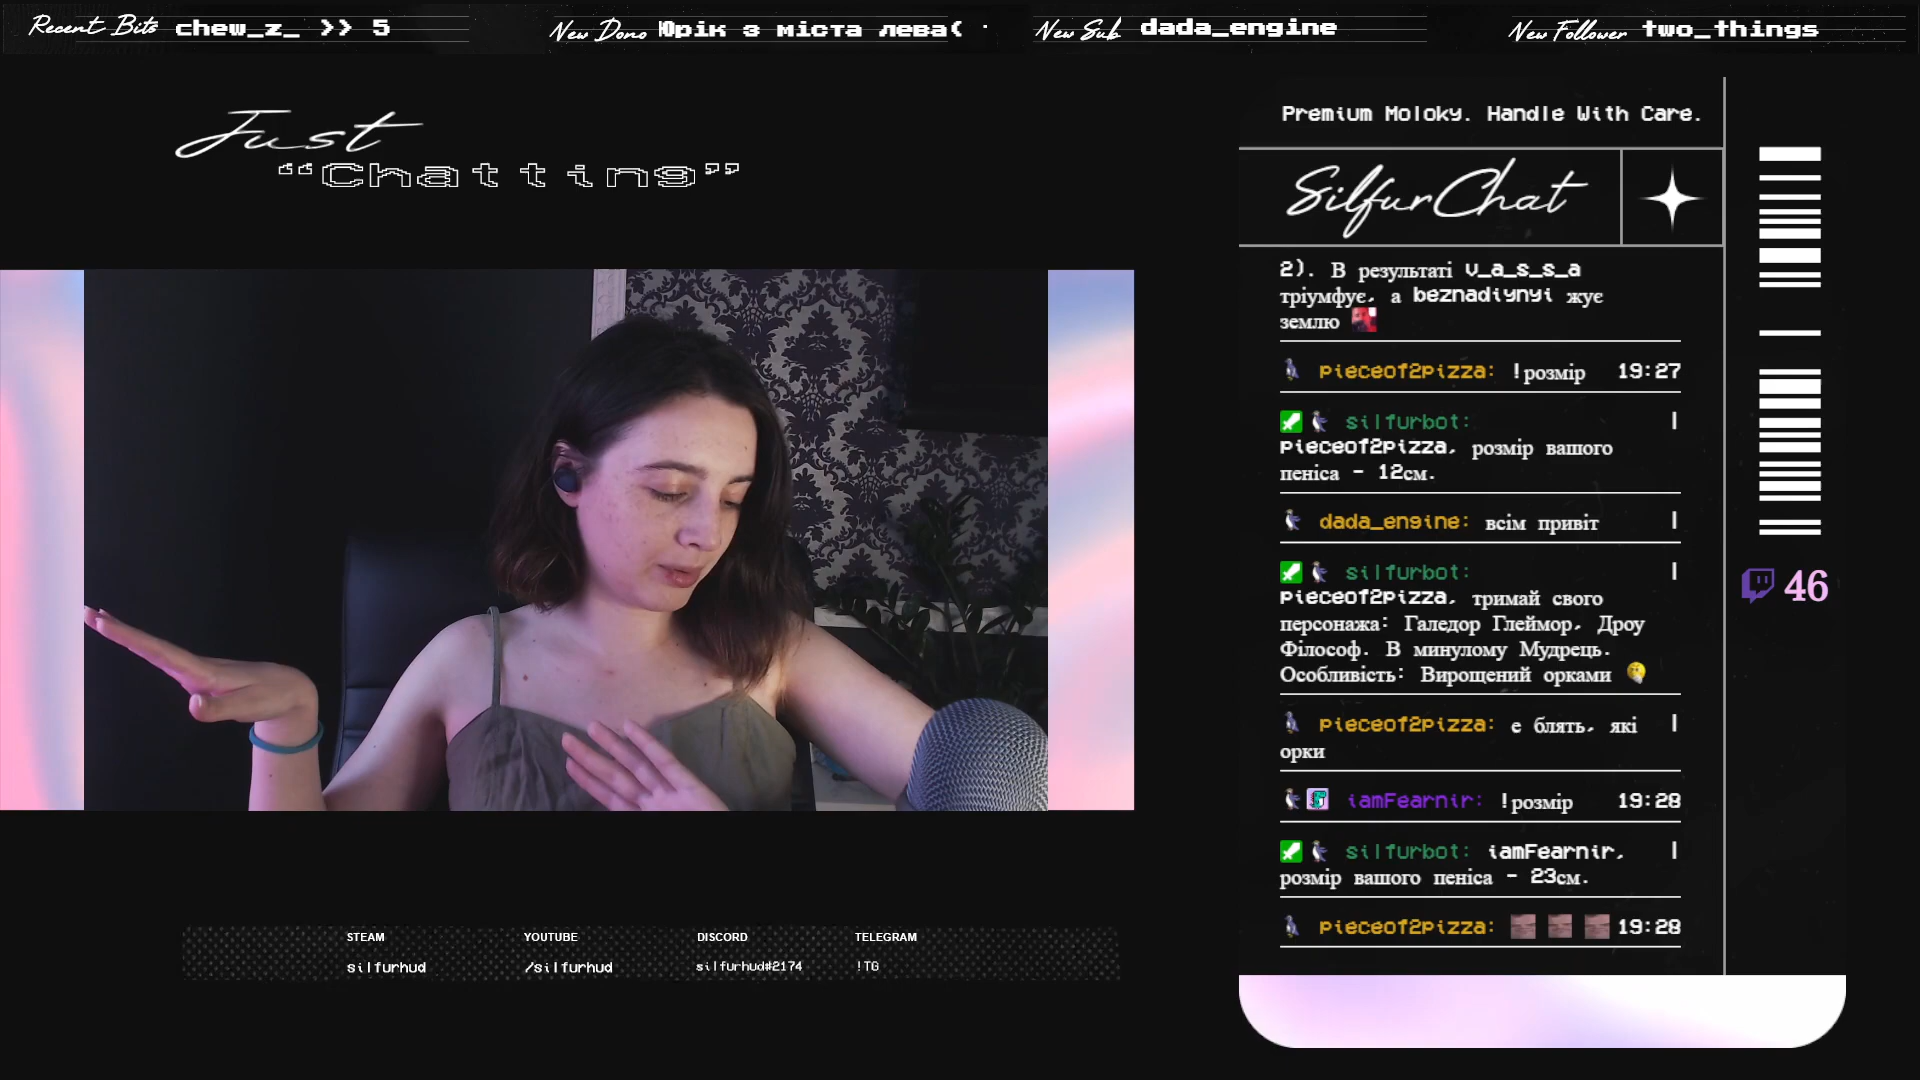 Recent Bits chew_z_ >> 5
New Dono Юрік з міста лева(
New Sub dada_engine
New Follower two_things
Just
“Chatting”
Premium Moloky. Handle With Care.
SilfurChat
2). В результаті v_a_s_s_a
тріумфує, а beznadiynyi жує
землю
pieceof2pizza: !розмір 19:27
silfurbot:
pieceof2pizza, розмір вашого
пеніса - 12см.
dada_engine: всім привіт
silfurbot:
pieceof2pizza, тримай свого
персонажа: Галедор Глеймор, Дроу
Філософ. В минулому Мудрець.
Особливість: Вирощений орками
pieceof2pizza: е блять, які
орки
iamFearnir: !розмір 19:28
silfurbot: iamFearnir,
розмір вашого пеніса - 23см.
pieceof2pizza: 19:28
46
STEAM
silfurhud
YOUTUBE
/silfurhud
DISCORD
silfurhud#2174
TELEGRAM
!TG